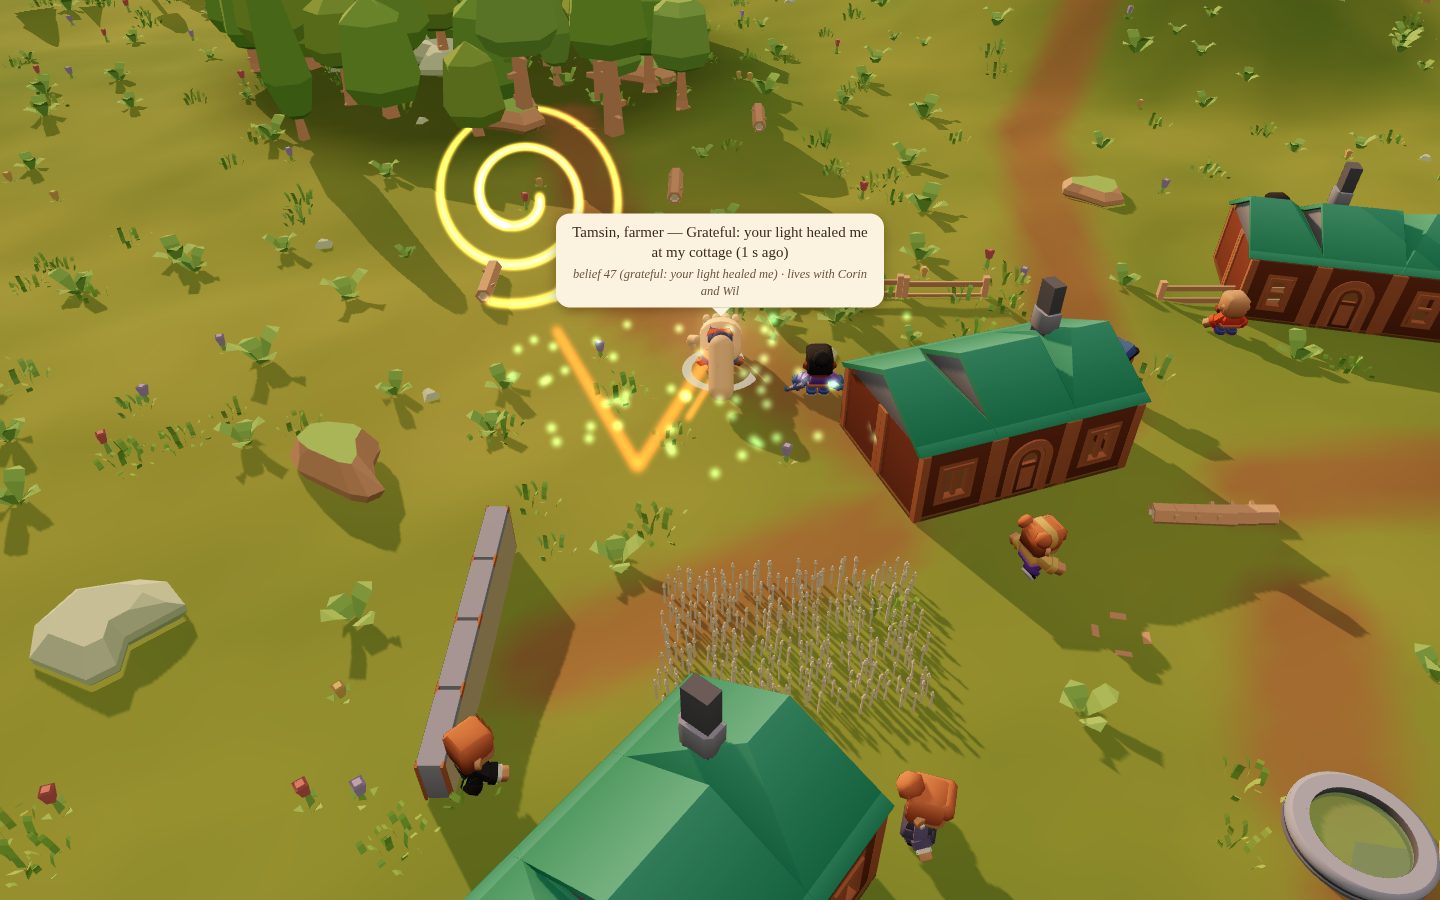 Tamsin, farmer — Grateful: your light healed me
at my cottage (1 s ago)
belief 47 (grateful: your light healed me) · lives with Corin
and Wil